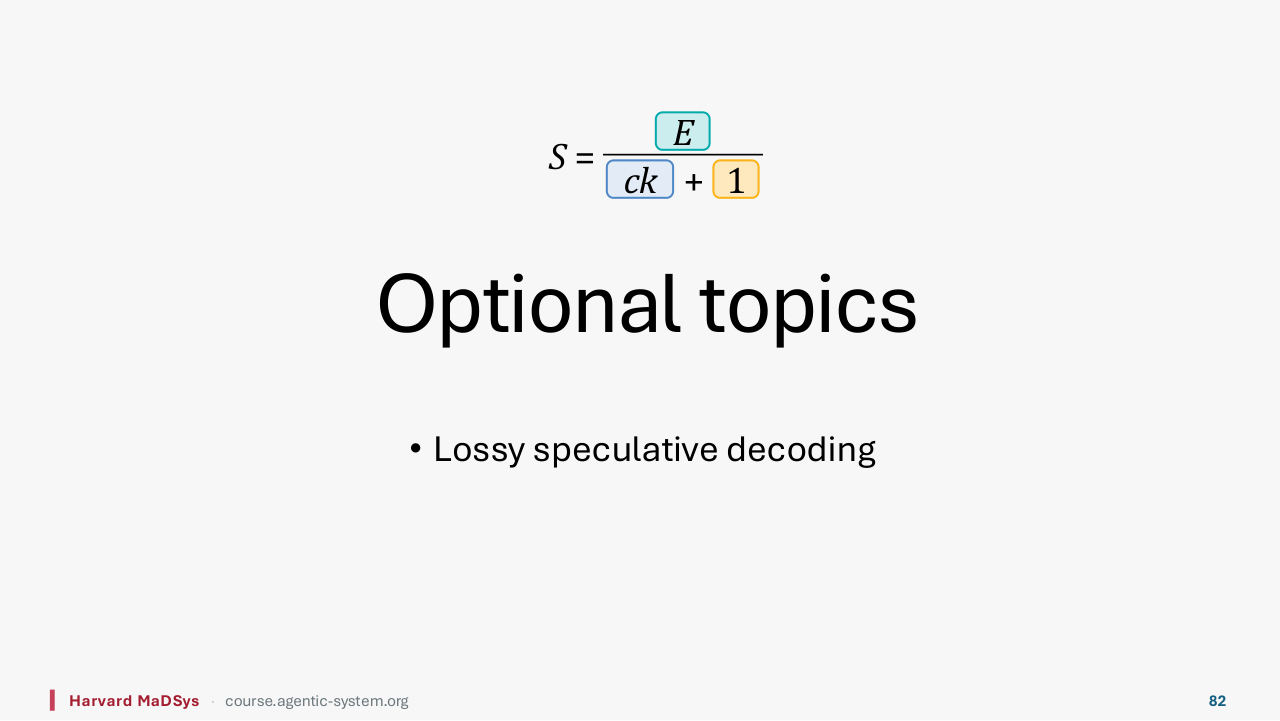 S = E / ck + 1
Optional topics
• Lossy speculative decoding
Harvard MaDSys · course.agentic-system.org
82